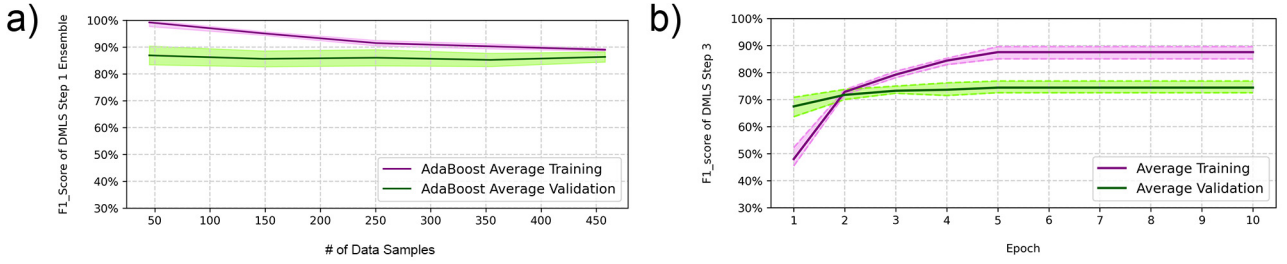 a)
F1_Score of DMLS Step 1 Ensemble
100%
90%
80%
70%
60%
50%
40%
30%
AdaBoost Average Training
AdaBoost Average Validation
50 100 150 200 250 300 350 400 450
# of Data Samples
b)
F1_score of DMLS Step 3
100%
90%
80%
70%
60%
50%
40%
30%
Average Training
Average Validation
1 2 3 4 5 6 7 8 9 10
Epoch